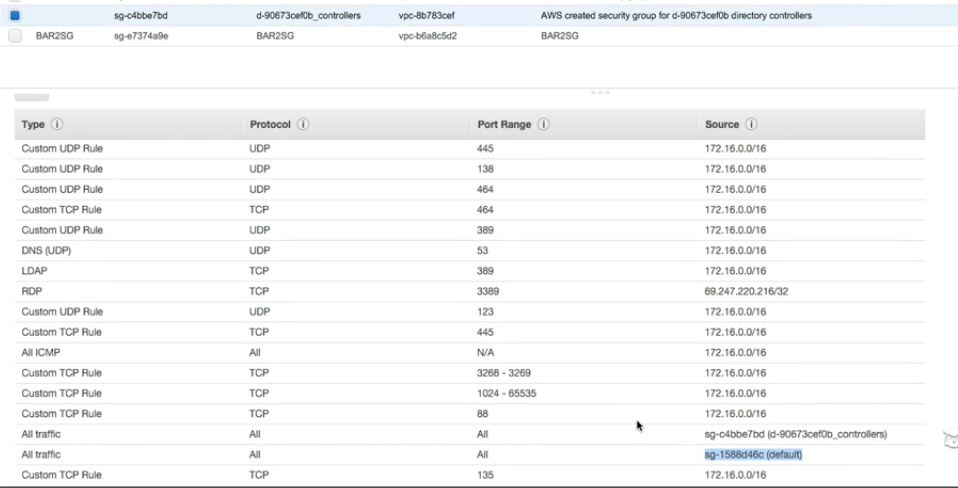 sg-c4bbe7bd d-90673cef0b_controllers vpc-8b783cef AWS created security group for d-90673cef0b directory controllers
BAR2SG sg-e7374a9e BAR2SG vpc-b6a8c5d2 BAR2SG
Type Protocol Port Range Source
Custom UDP Rule UDP 445 172.16.0.0/16
Custom UDP Rule UDP 138 172.16.0.0/16
Custom UDP Rule UDP 464 172.16.0.0/16
Custom TCP Rule TCP 464 172.16.0.0/16
Custom UDP Rule UDP 389 172.16.0.0/16
DNS (UDP) UDP 53 172.16.0.0/16
LDAP TCP 389 172.16.0.0/16
RDP TCP 3389 69.247.220.216/32
Custom UDP Rule UDP 123 172.16.0.0/16
Custom TCP Rule TCP 445 172.16.0.0/16
All ICMP All N/A 172.16.0.0/16
Custom TCP Rule TCP 3268 - 3269 172.16.0.0/16
Custom TCP Rule TCP 1024 - 65535 172.16.0.0/16
Custom TCP Rule TCP 88 172.16.0.0/16
All traffic All All sg-c4bbe7bd (d-90673cef0b_controllers)
All traffic All All sg-1588d46c (default)
Custom TCP Rule TCP 135 172.16.0.0/16